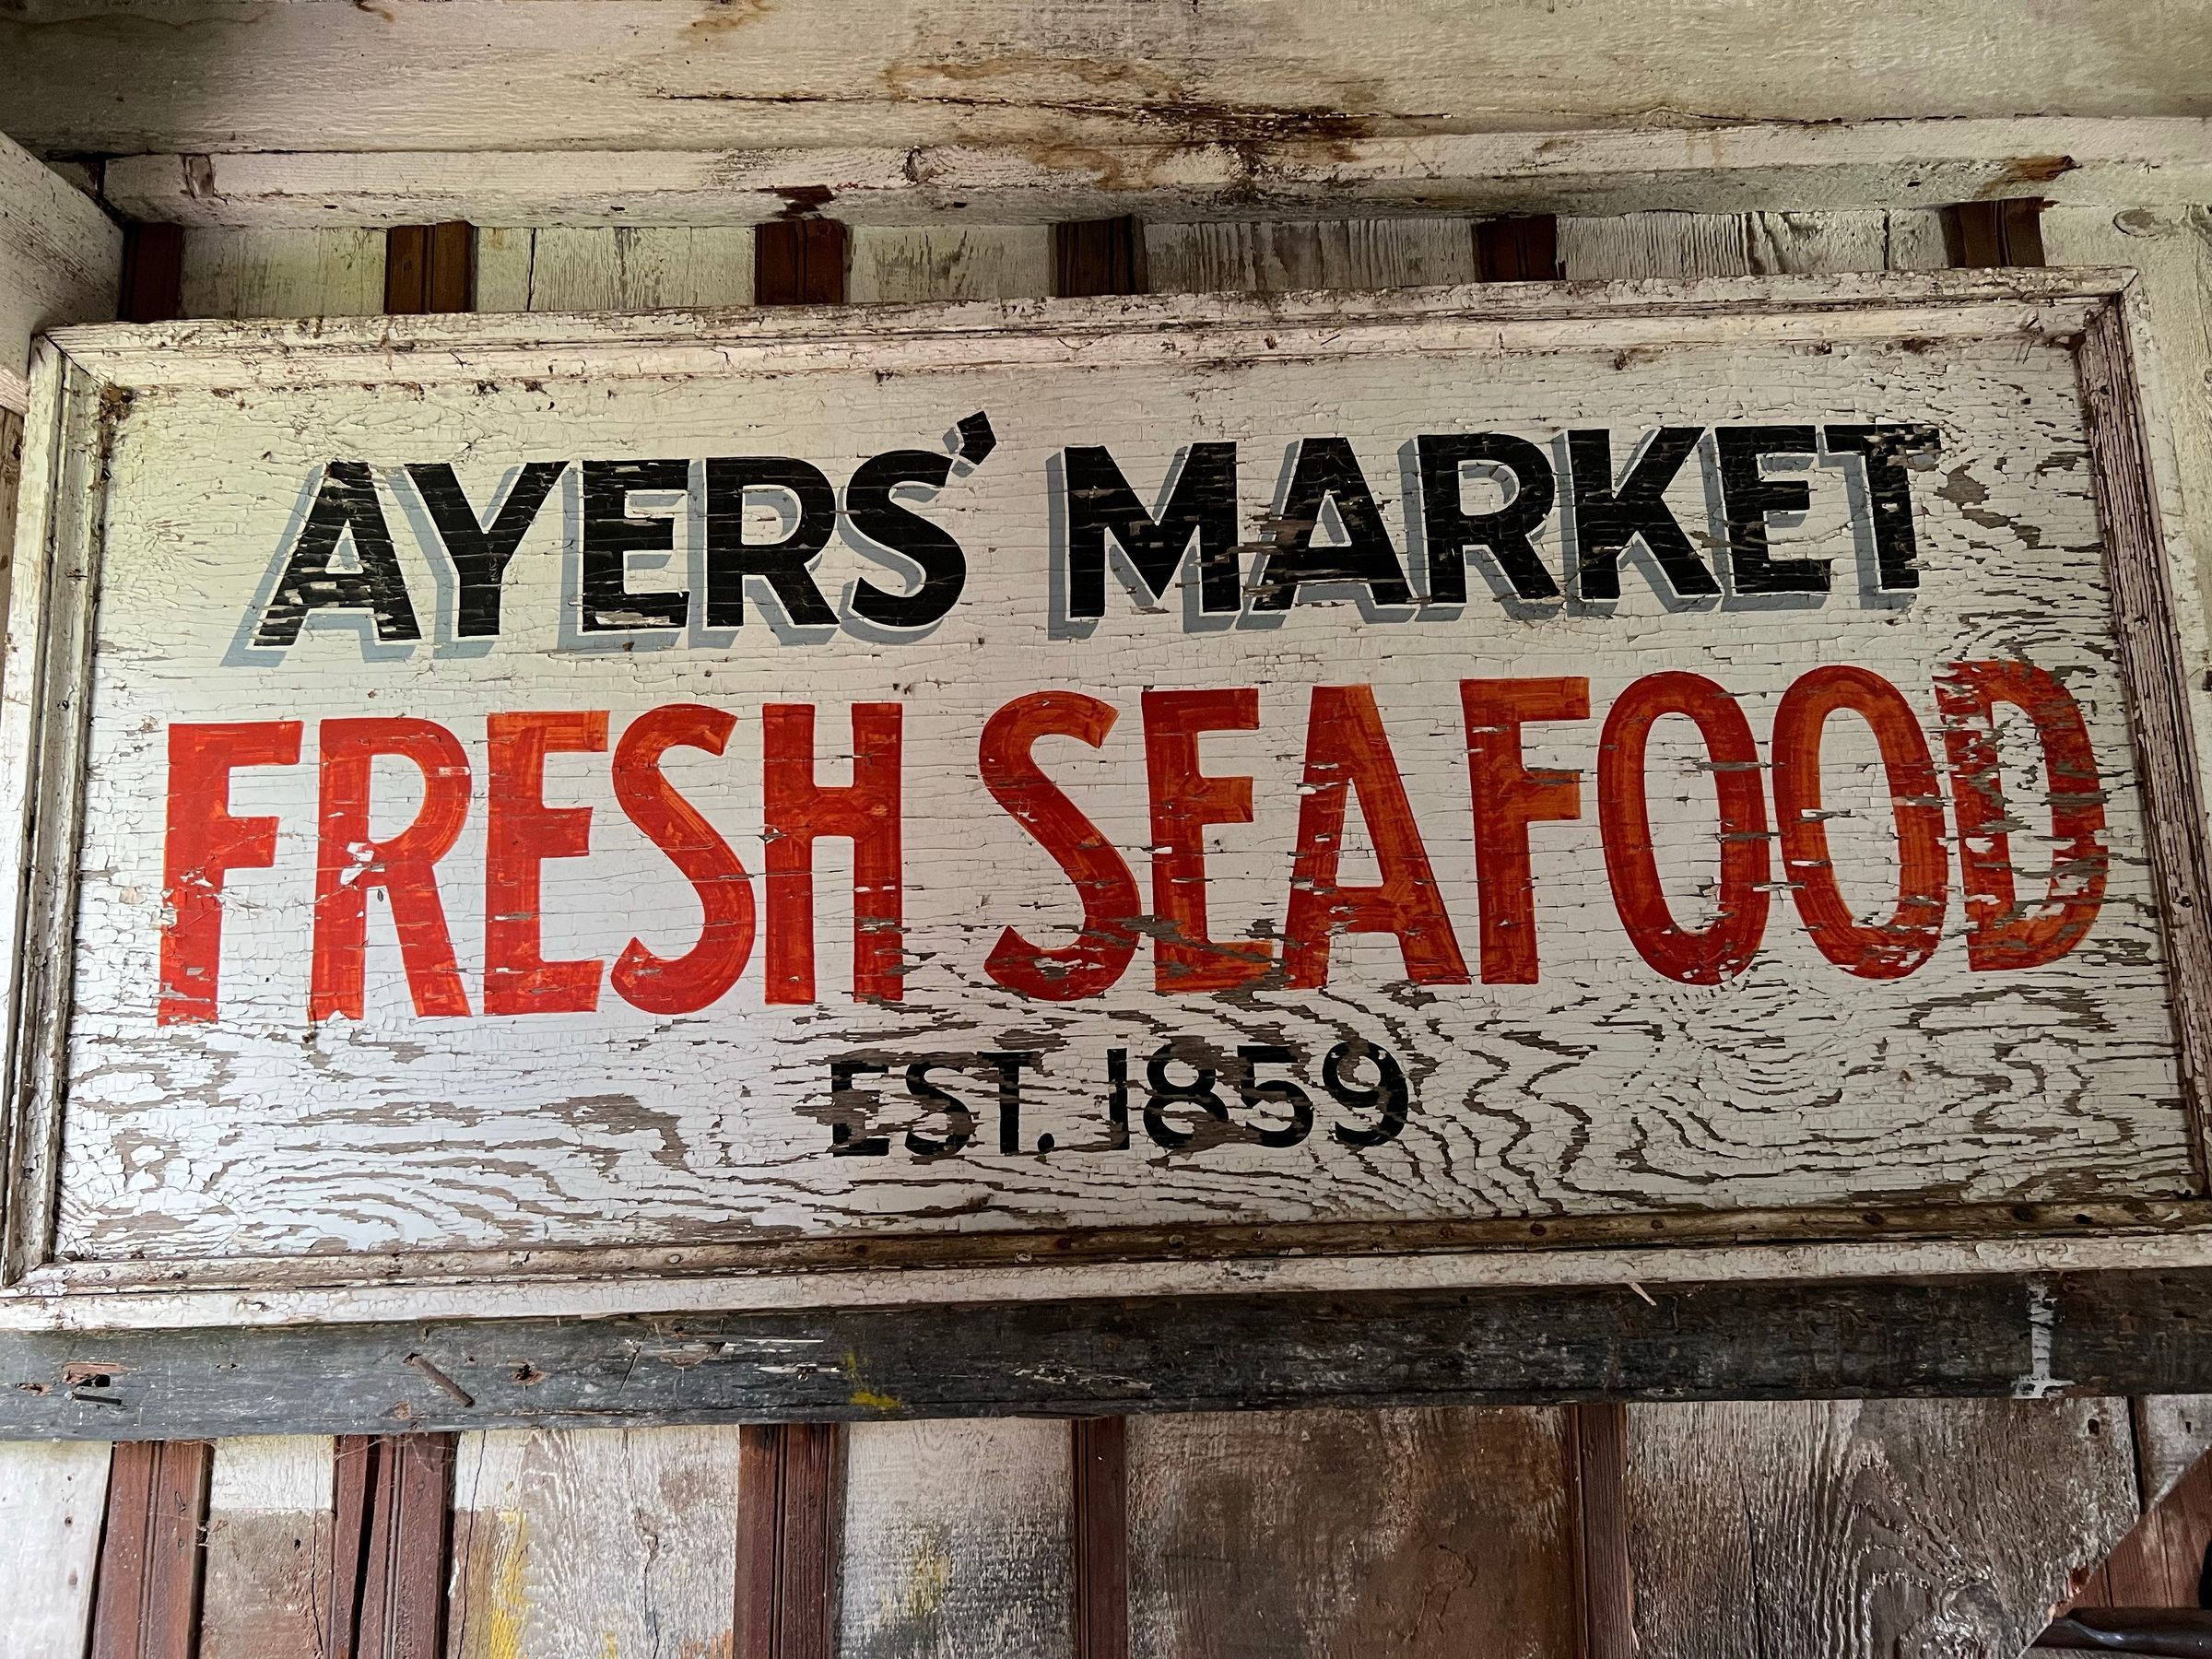 AYERS' MARKET
FRESH SEAFOOD
EST. 1859